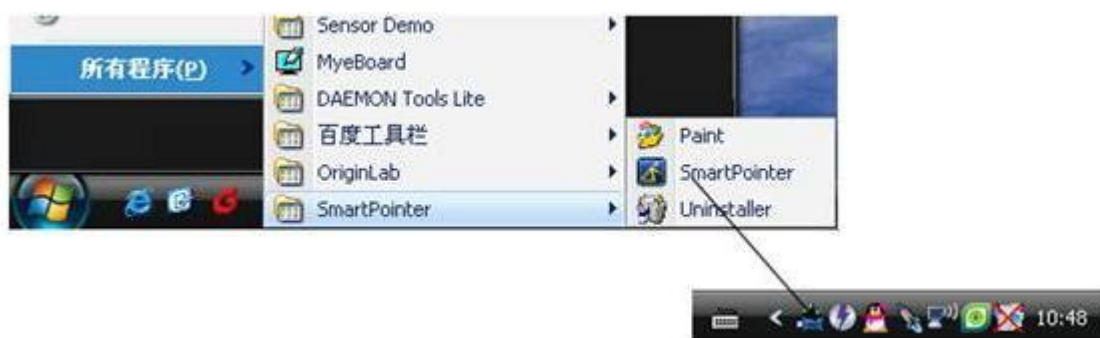 Sensor Demo
所有程序(P)
MyeBoard
DAEMON Tools Lite
百度工具栏
Paint
OriginLab
SmartPointer
SmartPointer
Uninstaller
10:48